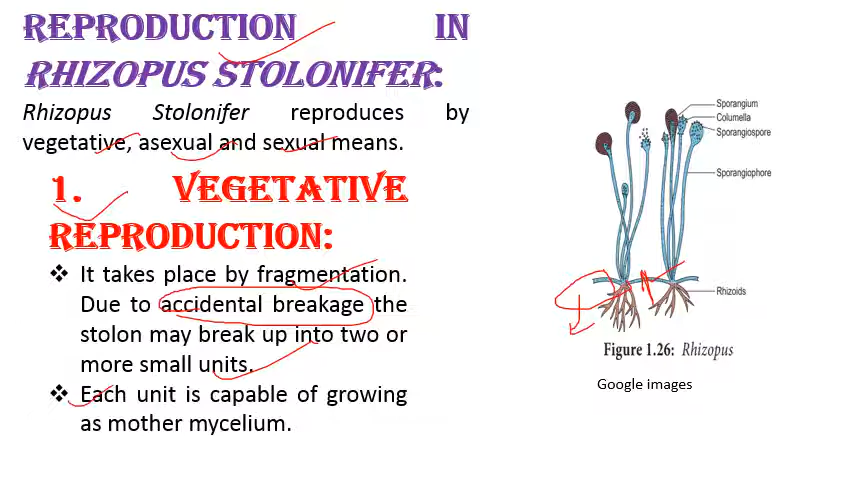 REPRODUCTION IN
RHIZOPUS STOLONIFER:
Rhizopus Stolonifer reproduces by
vegetative, asexual and sexual means.
1. VEGETATIVE
REPRODUCTION:
❖ It takes place by fragmentation.
Due to accidental breakage the
stolon may break up into two or
more small units.
❖ Each unit is capable of growing
as mother mycelium.
Sporangium
Columella
Sporangiospore
Sporangiophore
Rhizoids
Figure 1.26: Rhizopus
Google images